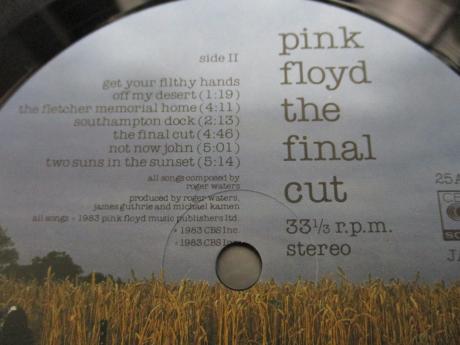 side II
get your filthy hands
off my desert (1:19)
the fletcher memorial home (4:11)
southampton dock (2:13)
the final cut (4:46)
not now john (5:01)
two suns in the sunset (5:14)
all songs composed by
roger waters
produced by roger waters,
james guthrie and michael kamen
all songs © 1983 pink floyd music publishers ltd.
1983 CBS Inc.
1983 CBS Inc.
pink
floyd
the
final
cut
33⅓ r.p.m.
stereo
25A